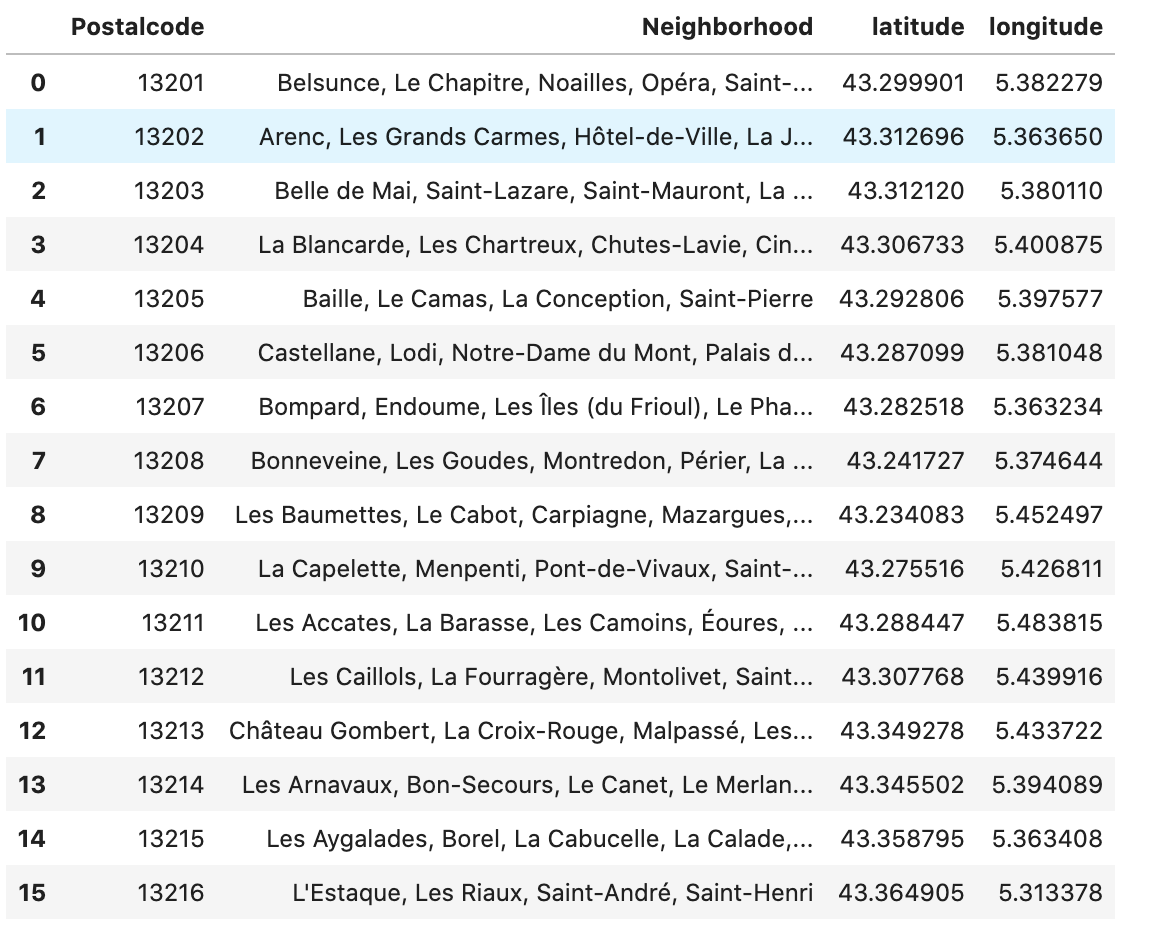 Postalcode Neighborhood latitude longitude
0 13201 Belsunce, Le Chapitre, Noailles, Opéra, Saint-... 43.299901 5.382279
1 13202 Arenc, Les Grands Carmes, Hôtel-de-Ville, La J... 43.312696 5.363650
2 13203 Belle de Mai, Saint-Lazare, Saint-Mauront, La ... 43.312120 5.380110
3 13204 La Blancarde, Les Chartreux, Chutes-Lavie, Cin... 43.306733 5.400875
4 13205 Baille, Le Camas, La Conception, Saint-Pierre 43.292806 5.397577
5 13206 Castellane, Lodi, Notre-Dame du Mont, Palais d... 43.287099 5.381048
6 13207 Bompard, Endoume, Les Îles (du Frioul), Le Pha... 43.282518 5.363234
7 13208 Bonneveine, Les Goudes, Montredon, Périer, La ... 43.241727 5.374644
8 13209 Les Baumettes, Le Cabot, Carpiagne, Mazargues,... 43.234083 5.452497
9 13210 La Capelette, Menpenti, Pont-de-Vivaux, Saint-... 43.275516 5.426811
10 13211 Les Accates, La Barasse, Les Camoins, Éoures, ... 43.288447 5.483815
11 13212 Les Caillols, La Fourragère, Montolivet, Saint... 43.307768 5.439916
12 13213 Château Gombert, La Croix-Rouge, Malpassé, Les... 43.349278 5.433722
13 13214 Les Arnavaux, Bon-Secours, Le Canet, Le Merlan... 43.345502 5.394089
14 13215 Les Aygalades, Borel, La Cabucelle, La Calade,... 43.358795 5.363408
15 13216 L'Estaque, Les Riaux, Saint-André, Saint-Henri 43.364905 5.313378